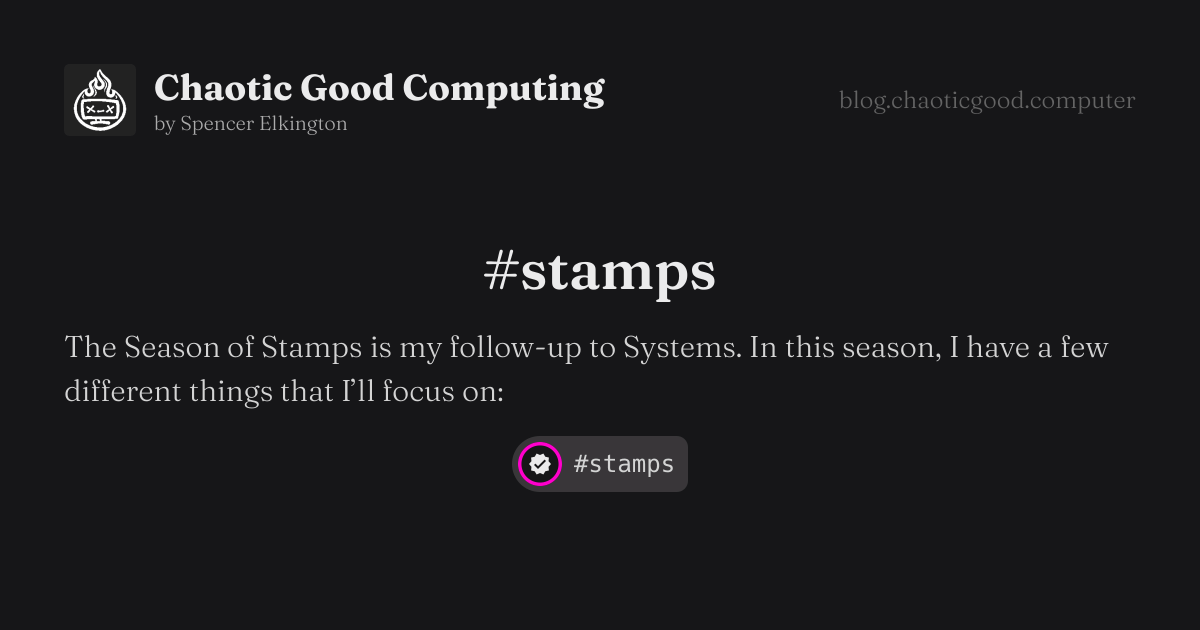 Chaotic Good Computing
by Spencer Elkington
blog.chaoticgood.computer
#stamps
The Season of Stamps is my follow-up to Systems. In this season, I have a few
different things that I’ll focus on:
#stamps